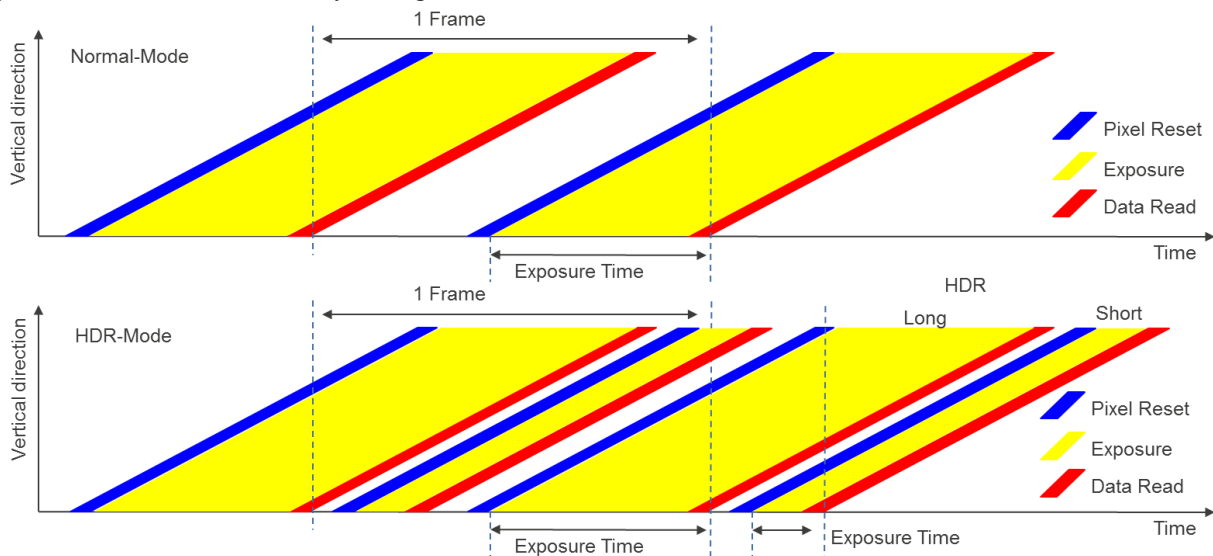 1 Frame
Normal-Mode
Vertical direction
Pixel Reset
Exposure
Data Read
Time
Exposure Time
HDR
1 Frame
Long
Short
HDR-Mode
Vertical direction
Pixel Reset
Exposure
Data Read
Time
Exposure Time
Exposure Time